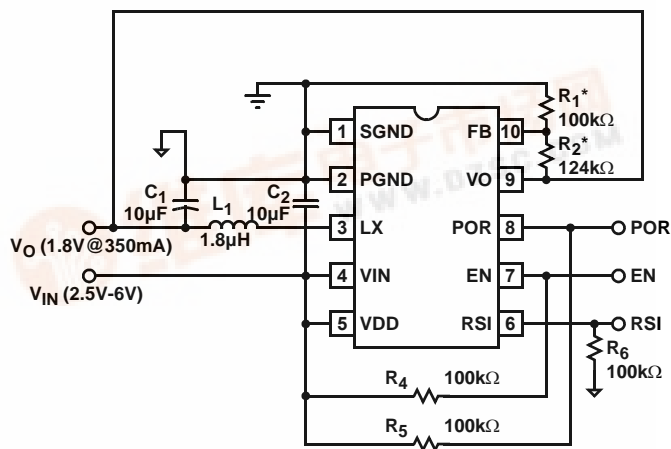 R1*
100kΩ
1 SGND
FB 10
R2*
124kΩ
2 PGND
VO 9
C1
10µF
C2
10µF
L1
1.8µH
3 LX
POR 8
POR
VO (1.8V@350mA)
4 VIN
EN 7
EN
VIN (2.5V-6V)
5 VDD
RSI 6
RSI
R6
100kΩ
R4 100kΩ
R5 100kΩ